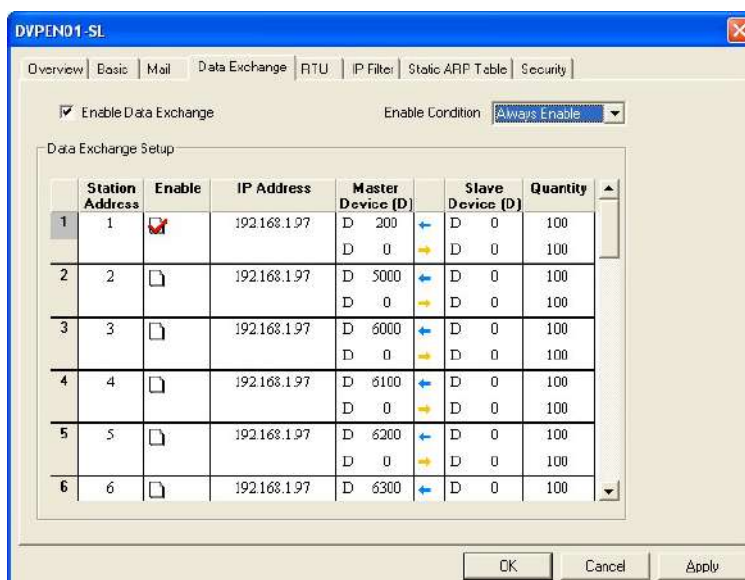 DVPEN01-SL
Overview Basic Mail Data Exchange RTU IP Filter Static ARP Table Security
Enable Data Exchange Enable Condition Always Enable
Data Exchange Setup
Station Address Enable IP Address Master Device (D) Slave Device (D) Quantity
1 1 192.168.1.97 D 200 D 0 100
D 0 D 0 100
2 2 192.168.1.97 D 5000 D 0 100
D 0 D 0 100
3 3 192.168.1.97 D 6000 D 0 100
D 0 D 0 100
4 4 192.168.1.97 D 6100 D 0 100
D 0 D 0 100
5 5 192.168.1.97 D 6200 D 0 100
D 0 D 0 100
6 6 192.168.1.97 D 6300 D 0 100
OK Cancel Apply